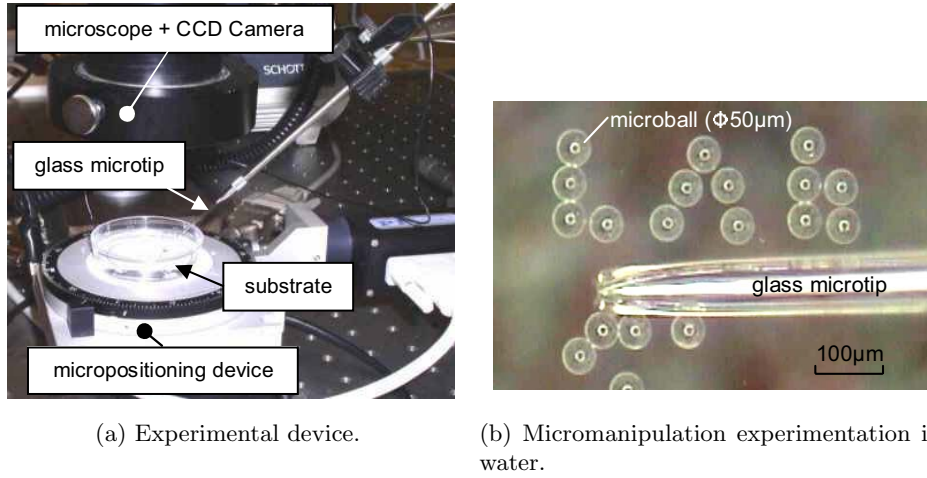 microscope + CCD Camera
SCHOTT
glass microtip
substrate
micropositioning device
(a) Experimental device.
microball (Φ50μm)
glass microtip
100μm
(b) Micromanipulation experimentation i
water.